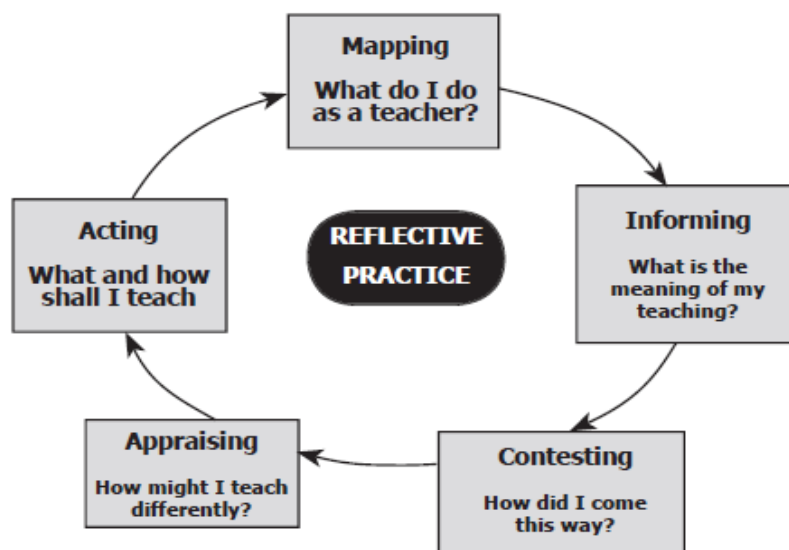 Mapping
What do I do
as a teacher?
Informing
What is the
meaning of my
teaching?
Contesting
How did I come
this way?
Appraising
How might I teach
differently?
Acting
What and how
shall I teach
REFLECTIVE
PRACTICE